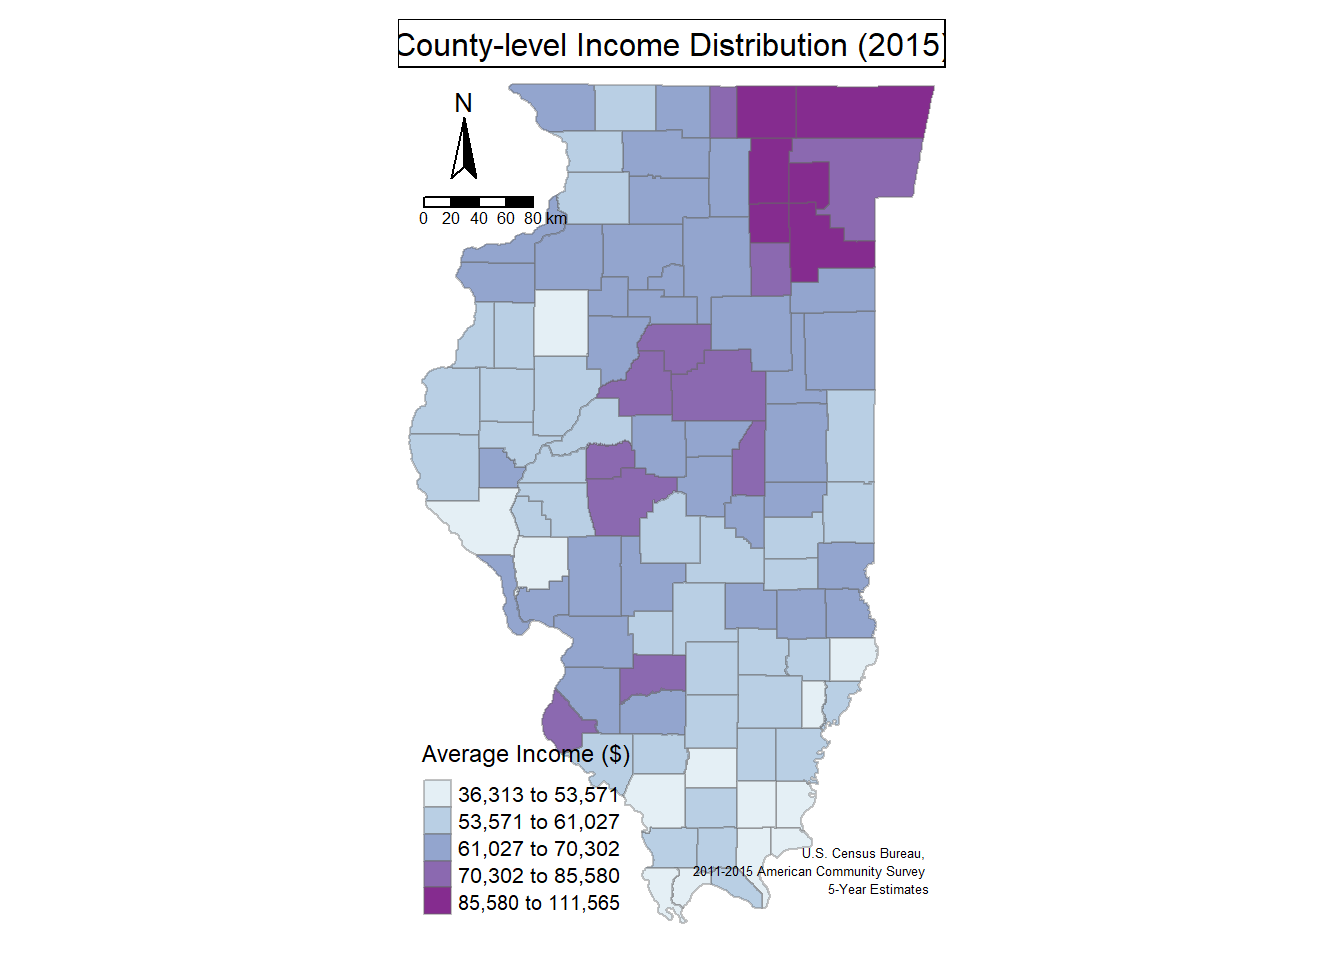 County-level Income Distribution (2015)
N
0 20 40 60 80 km
Average Income ($)
36,313 to 53,571
53,571 to 61,027
61,027 to 70,302
70,302 to 85,580
85,580 to 111,565
U.S. Census Bureau,
2011-2015 American Community Survey
5-Year Estimates